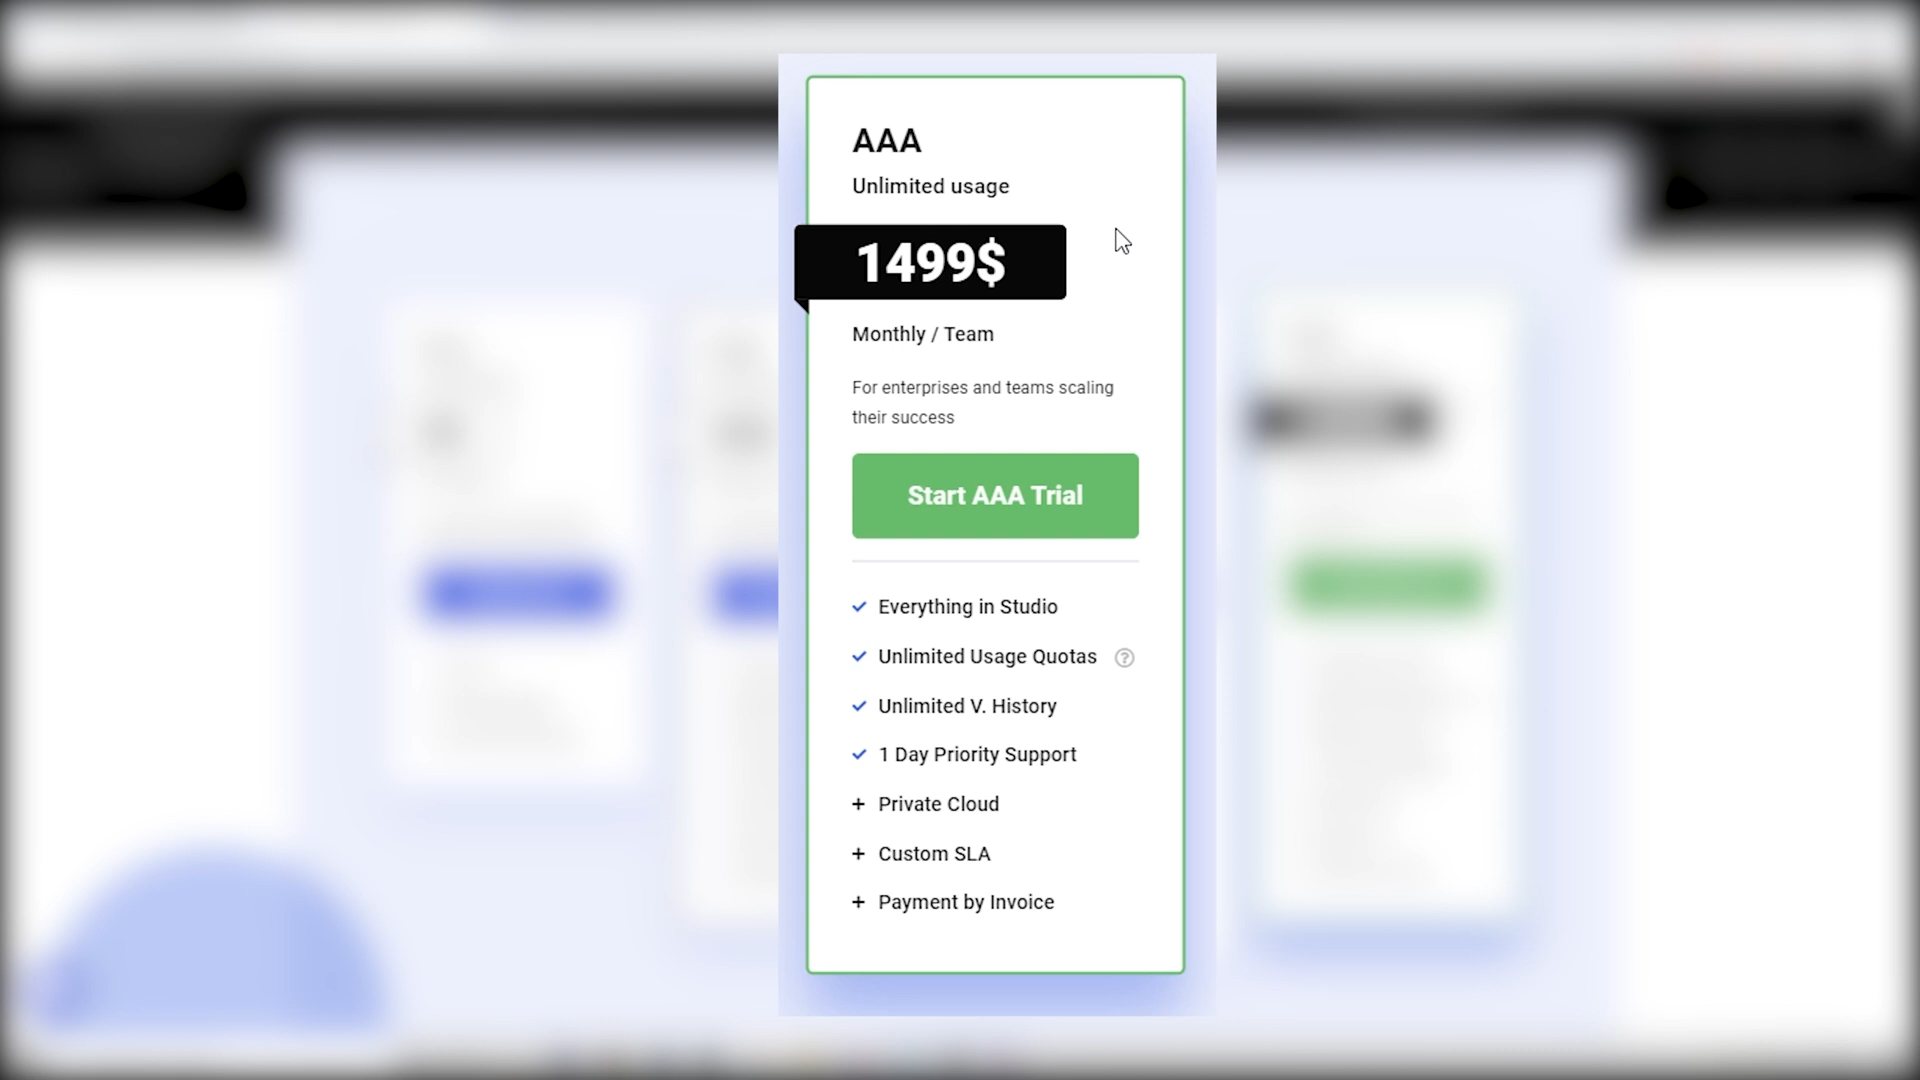 AAA
Unlimited usage
1499$
Monthly / Team
For enterprises and teams scaling
their success
Start AAA Trial
Everything in Studio
Unlimited Usage Quotas ?
Unlimited V. History
1 Day Priority Support
+ Private Cloud
+ Custom SLA
+ Payment by Invoice